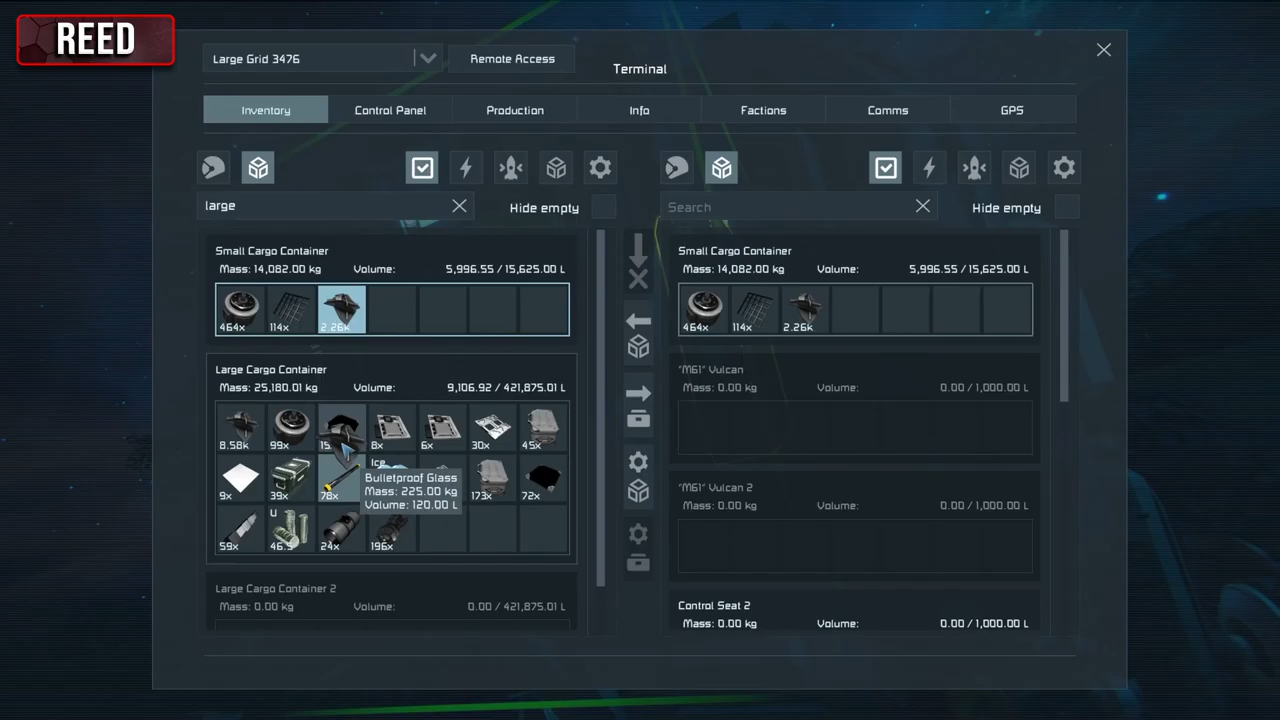 REED
Large Grid 3476
Remote Access
Terminal
Inventory
Control Panel
Production
Info
Factions
Comms
GPS
large
Hide empty
Search
Hide empty
Small Cargo Container
Mass: 14,082.00 kg Volume: 5,996.55 / 15,625.00 L
464x 114x 2.26k
Large Cargo Container
Mass: 25,180.01 kg Volume: 9,106.92 / 421,875.01 L
8.58k 99x 15 8x 6x 30x 45x
Ice
9x 39x 78x 173x 72x
Bulletproof Glass
Mass: 225.00 kg
Volume: 120.00 L
U
59x 46.5 24x 196x
Large Cargo Container 2
Mass: 0.00 kg Volume: 0.00 / 421,875.01 L
Small Cargo Container
Mass: 14,082.00 kg Volume: 5,996.55 / 15,625.00 L
464x 114x 2.26k
"M61" Vulcan
Mass: 0.00 kg Volume: 0.00 / 1,000.00 L
"M61" Vulcan 2
Mass: 0.00 kg Volume: 0.00 / 1,000.00 L
Control Seat 2
Mass: 0.00 kg Volume: 0.00 / 1,000.00 L